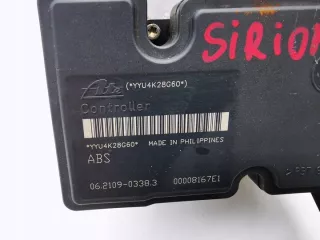 SIRION
Ate (*YYU4K28G60*)
Controller
*YYU4K28G60* MADE IN PHILIPPINES
ABS
06.2109-0338.3 00008167E1